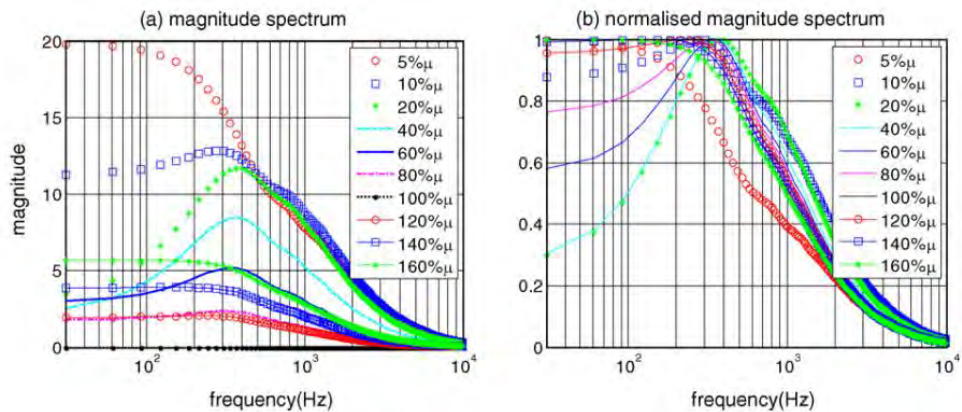 (a) magnitude spectrum
20
15
10
5
0
magnitude
10²
10³
10⁴
frequency(Hz)
5%μ
10%μ
20%μ
40%μ
60%μ
80%μ
100%μ
120%μ
140%μ
160%μ
(b) normalised magnitude spectrum
1
0.8
0.6
0.4
0.2
0
10²
10³
10⁴
frequency(Hz)
5%μ
10%μ
20%μ
40%μ
60%μ
80%μ
100%μ
120%μ
140%μ
160%μ